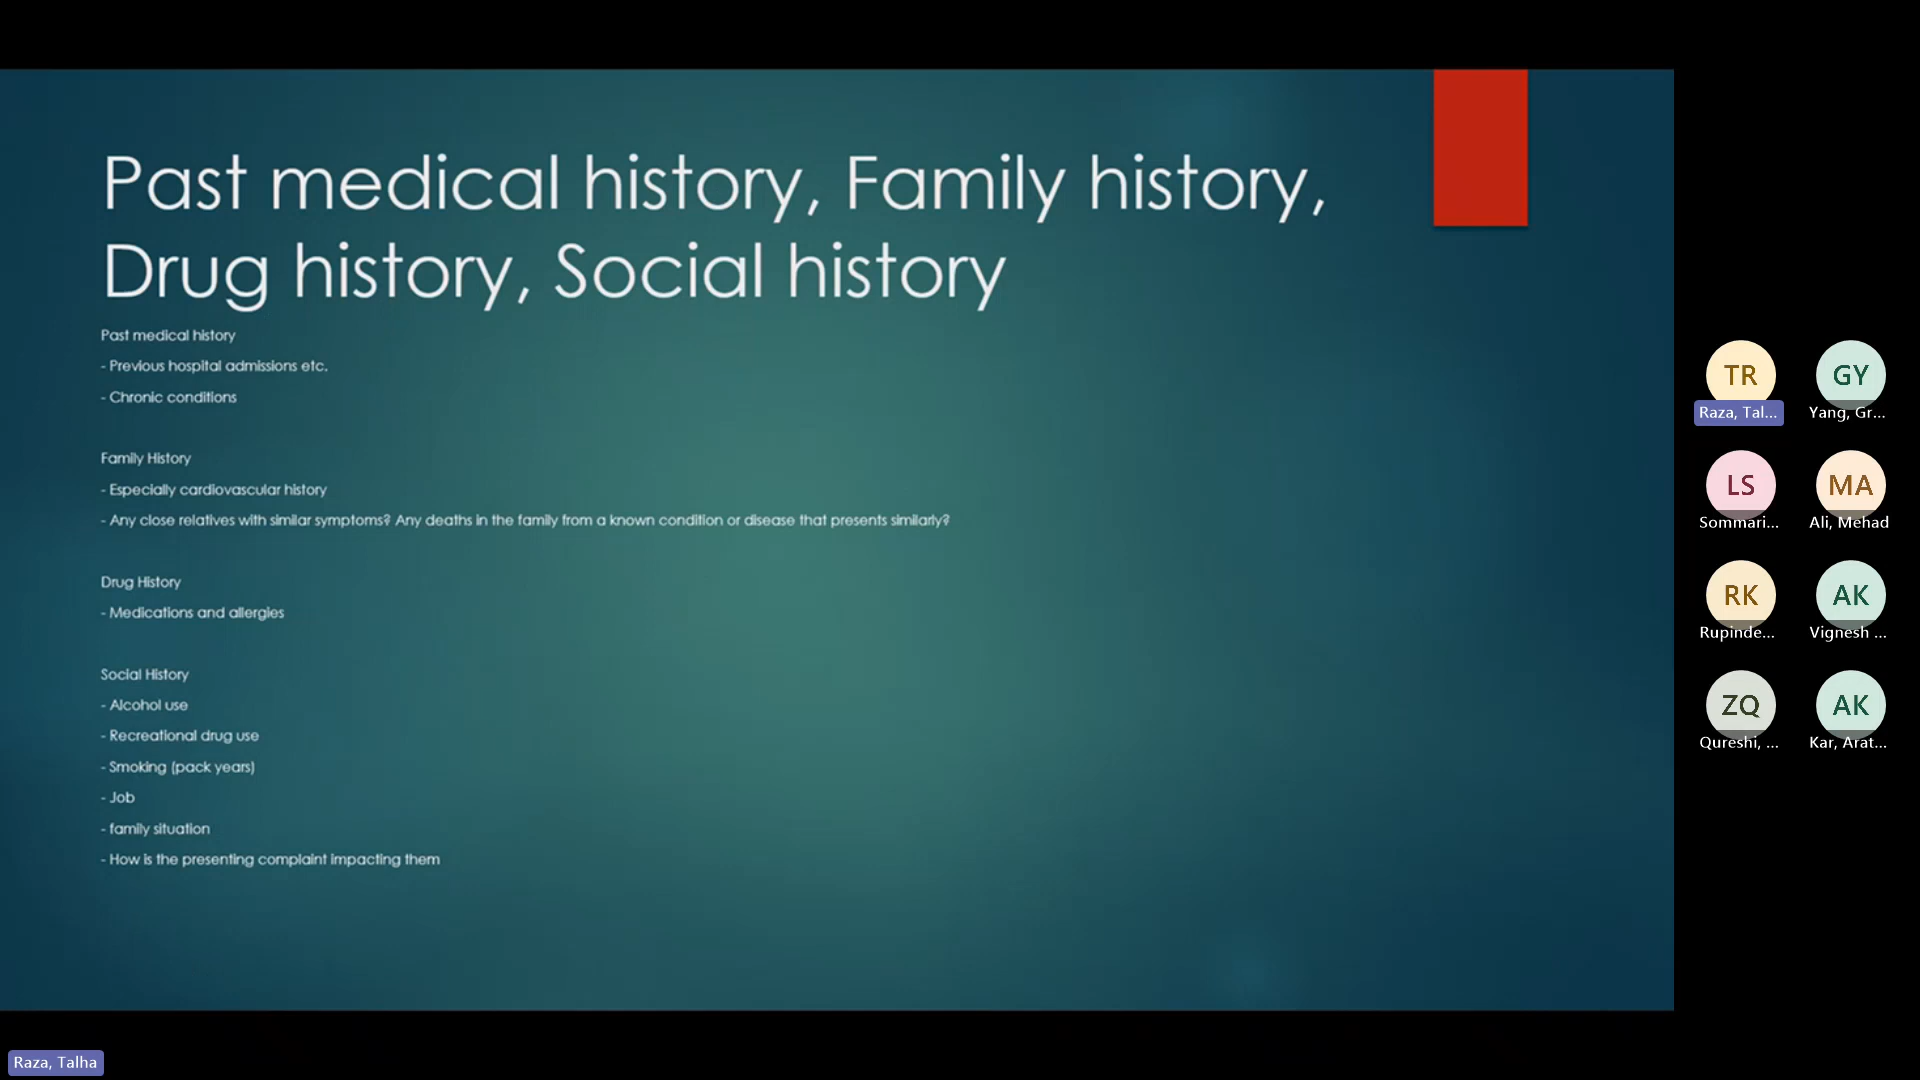 Past medical history, Family history,
Drug history, Social history
Past medical history
- Previous hospital admissions etc.
- Chronic conditions
Family History
- Especially cardiovascular history
- Any close relatives with similar symptoms? Any deaths in the family from a known condition or disease that presents similarly?
Drug History
- Medications and allergies
Social History
- Alcohol use
- Recreational drug use
- Smoking (pack years)
- Job
- family situation
- How is the presenting complaint impacting them
TR
GY
Raza, Tal...
Yang, Gr...
LS
MA
Sommari...
Ali, Mehad
RK
AK
Rupinde...
Vignesh ...
ZQ
AK
Qureshi, ...
Kar, Arat...
Raza, Talha